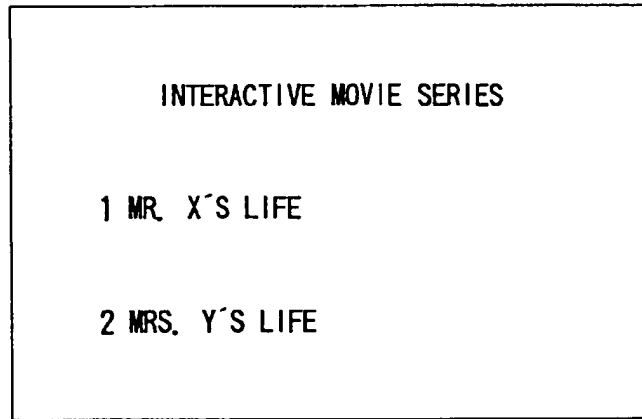 INTERACTIVE MOVIE SERIES
1 MR. X´S LIFE
2 MRS. Y´S LIFE